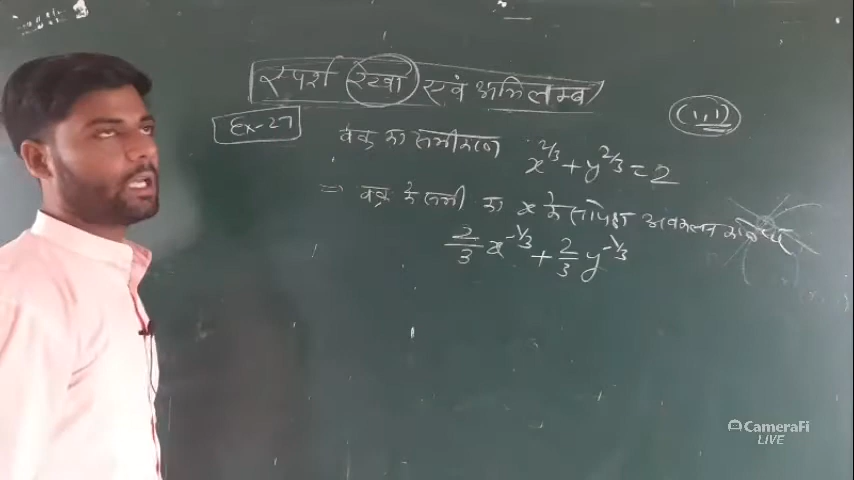 स्पर्श रेखा एवं अभिलम्ब
(1,1)
Ex-27
वक्र का समीकरण x^{2/3} + y^{2/3} = 2
⇒ वक्र के समी का x के सापेक्ष अवकलन करने पर
2/3 x^{-1/3} + 2/3 y^{-1/3}
CameraFi
LIVE